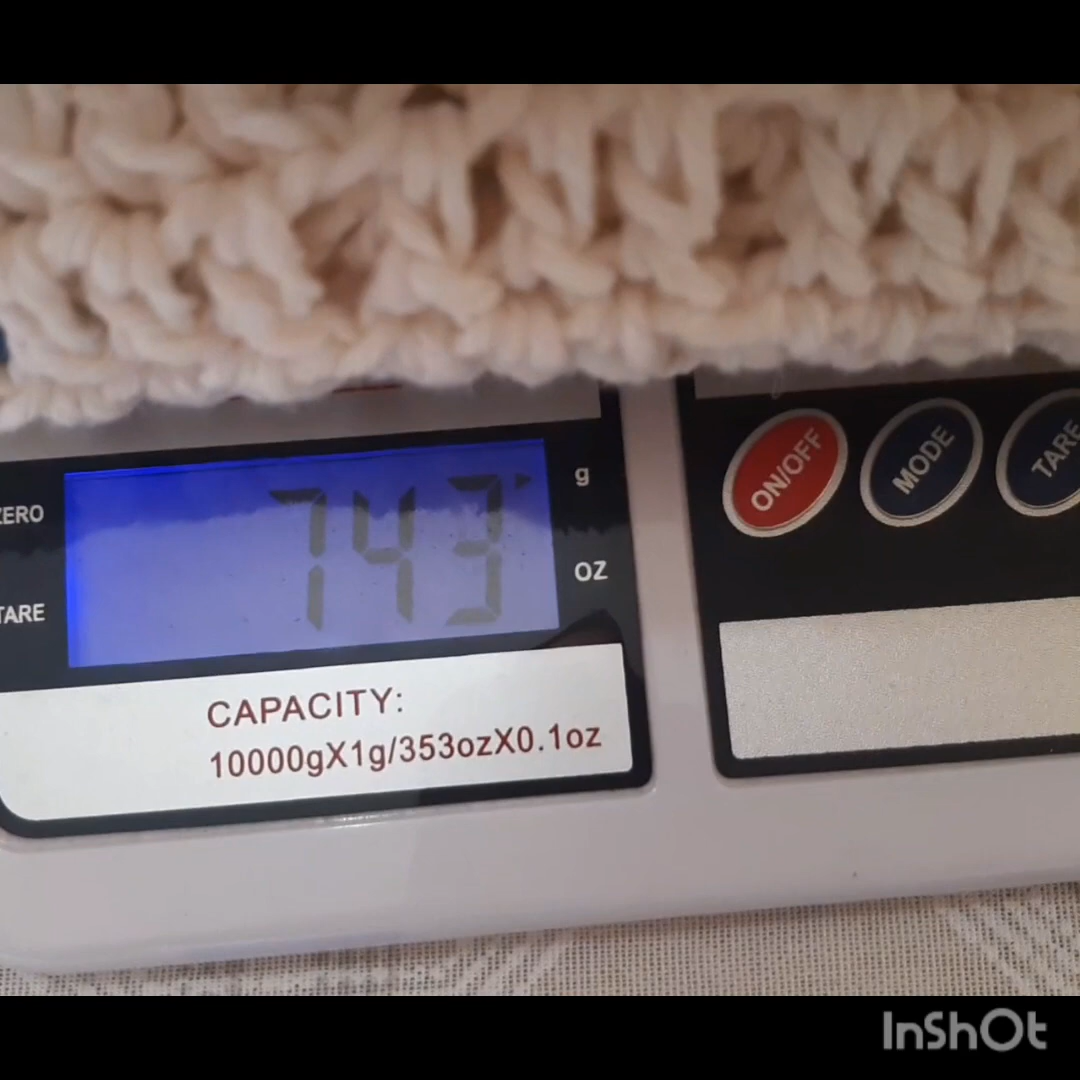 ZERO
TARE
743
g
OZ
ON/OFF
MODE
TARE
CAPACITY:
10000gX1g/353ozX0.1oz
InShOt